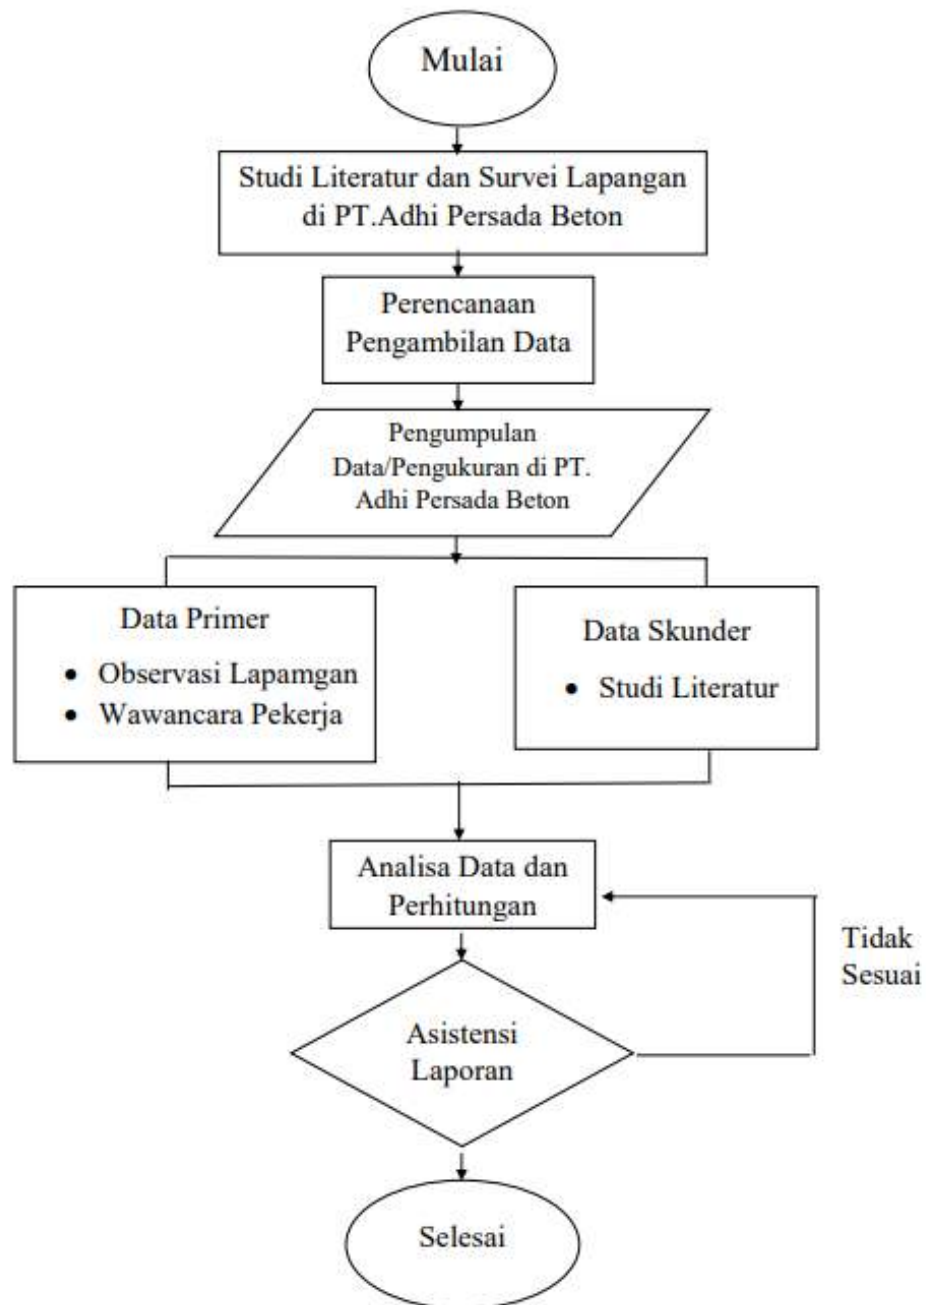 Mulai
Studi Literatur dan Survei Lapangan
di PT.Adhi Persada Beton
Perencanaan
Pengambilan Data
Pengumpulan
Data/Pengukuran di PT.
Adhi Persada Beton
Data Primer
• Observasi Lapamgan
• Wawancara Pekerja
Data Skunder
• Studi Literatur
Analisa Data dan
Perhitungan
Tidak
Sesuai
Asistensi
Laporan
Selesai